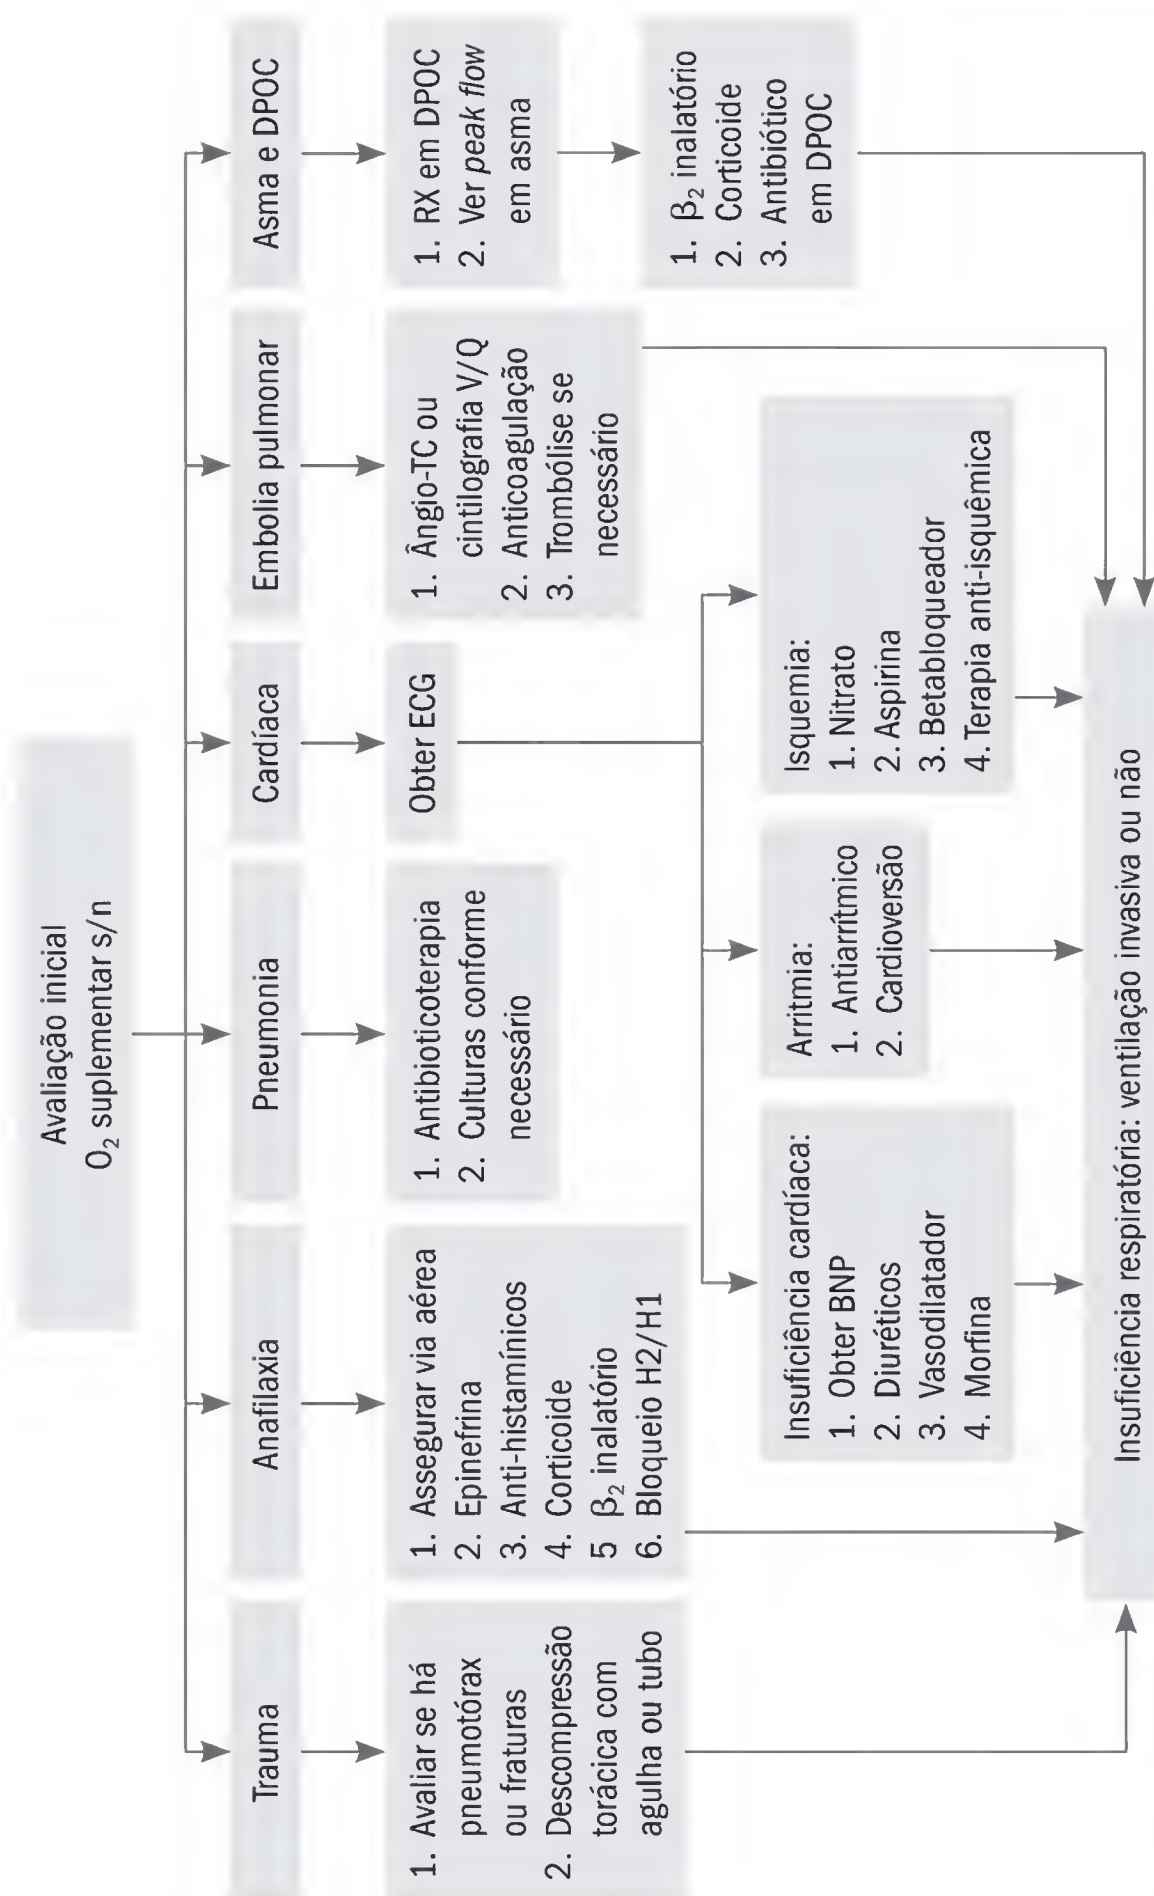 Avaliação inicial
O₂ suplementar s/n
Trauma
Anafilaxia
Pneumonia
Cardíaca
Embolia pulmonar
Asma e DPOC
1. Avaliar se há
pneumotórax
ou fraturas
2. Descompressão
torácica com
agulha ou tubo
1. Assegurar via aérea
2. Epinefrina
3. Anti-histamínicos
4. Corticoide
5 β₂ inalatório
6. Bloqueio H2/H1
1. Antibioticoterapia
2. Culturas conforme
necessário
Obter ECG
1. Ângio-TC ou
cintilografia V/Q
2. Anticoagulação
3. Trombólise se
necessário
1. RX em DPOC
2. Ver peak flow
em asma
1. β₂ inalatório
2. Corticoide
3. Antibiótico
em DPOC
Insuficiência cardíaca:
1. Obter BNP
2. Diuréticos
3. Vasodilatador
4. Morfina
Arritmia:
1. Antiarrítmico
2. Cardioversão
Isquemia:
1. Nitrato
2. Aspirina
3. Betabloqueador
4. Terapia anti-isquêmica
Insuficiência respiratória: ventilação invasiva ou não